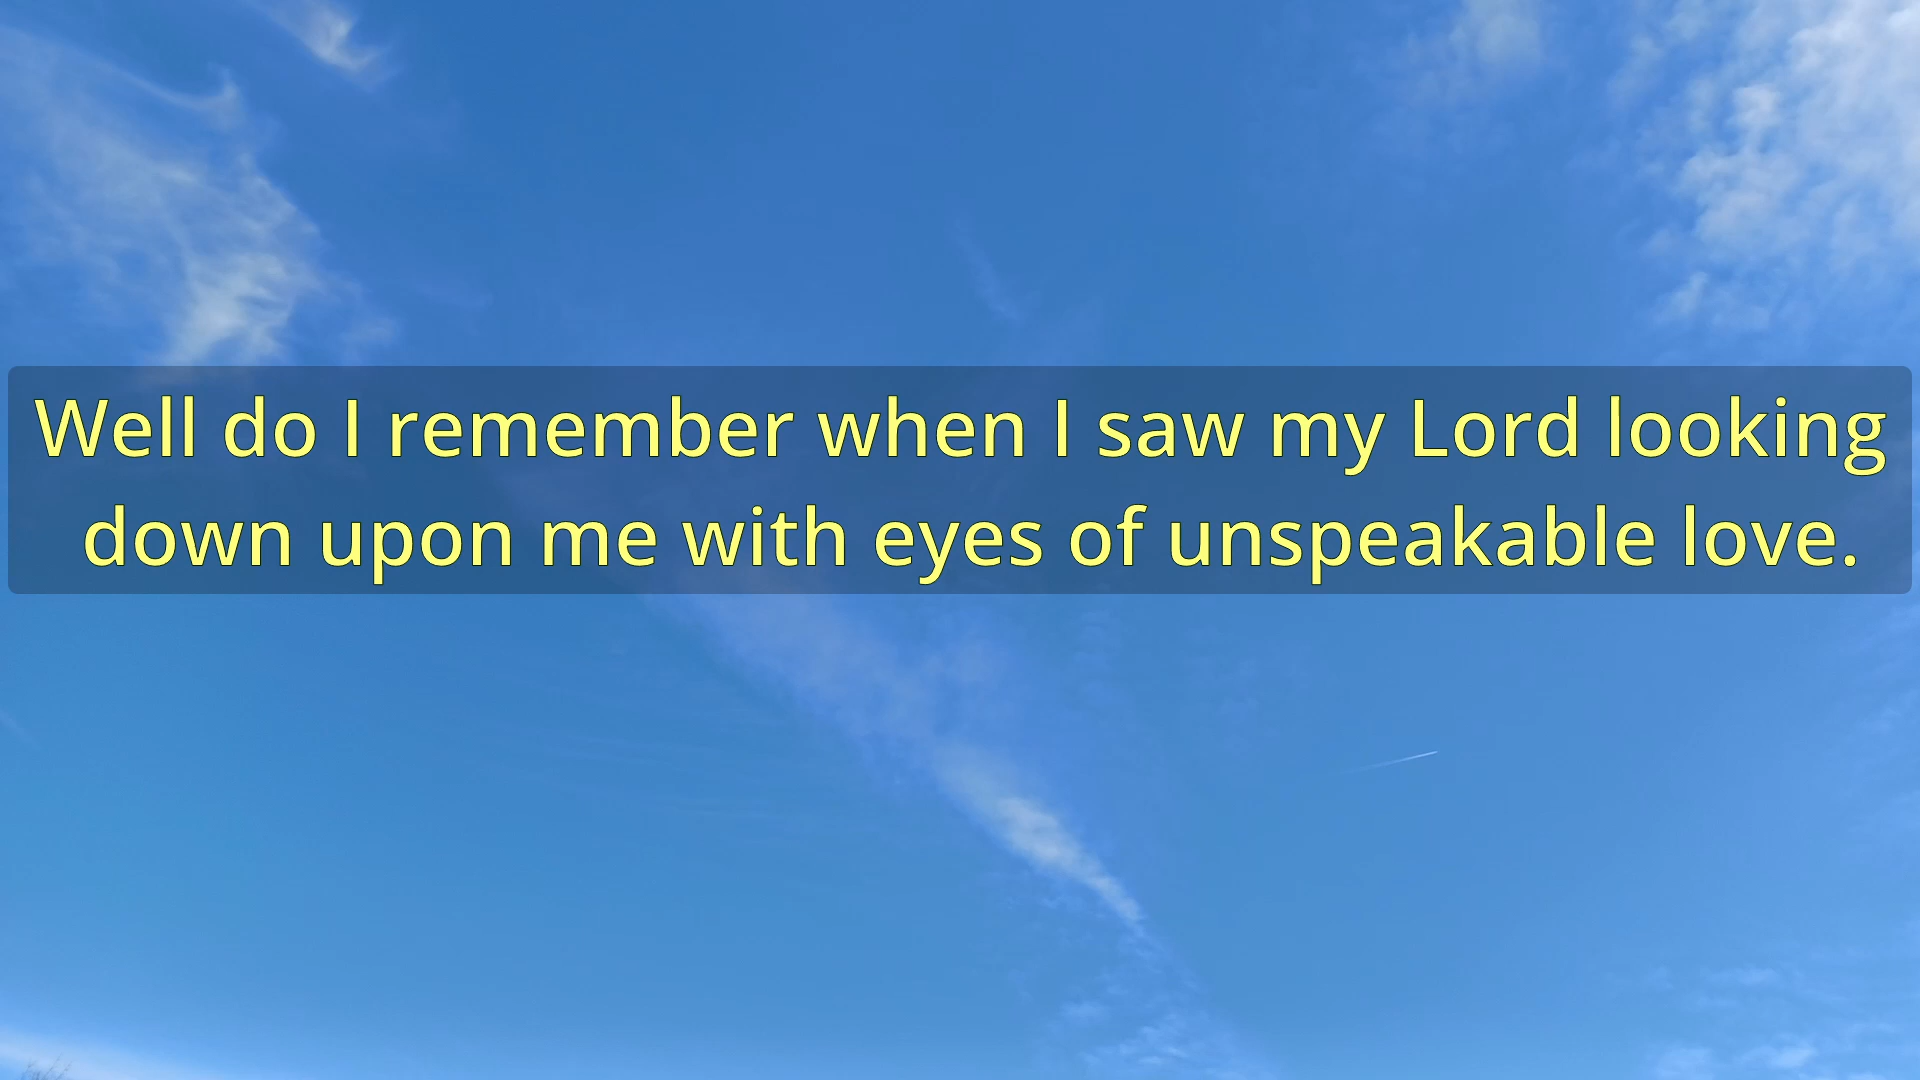 Well do I remember when I saw my Lord looking
down upon me with eyes of unspeakable love.